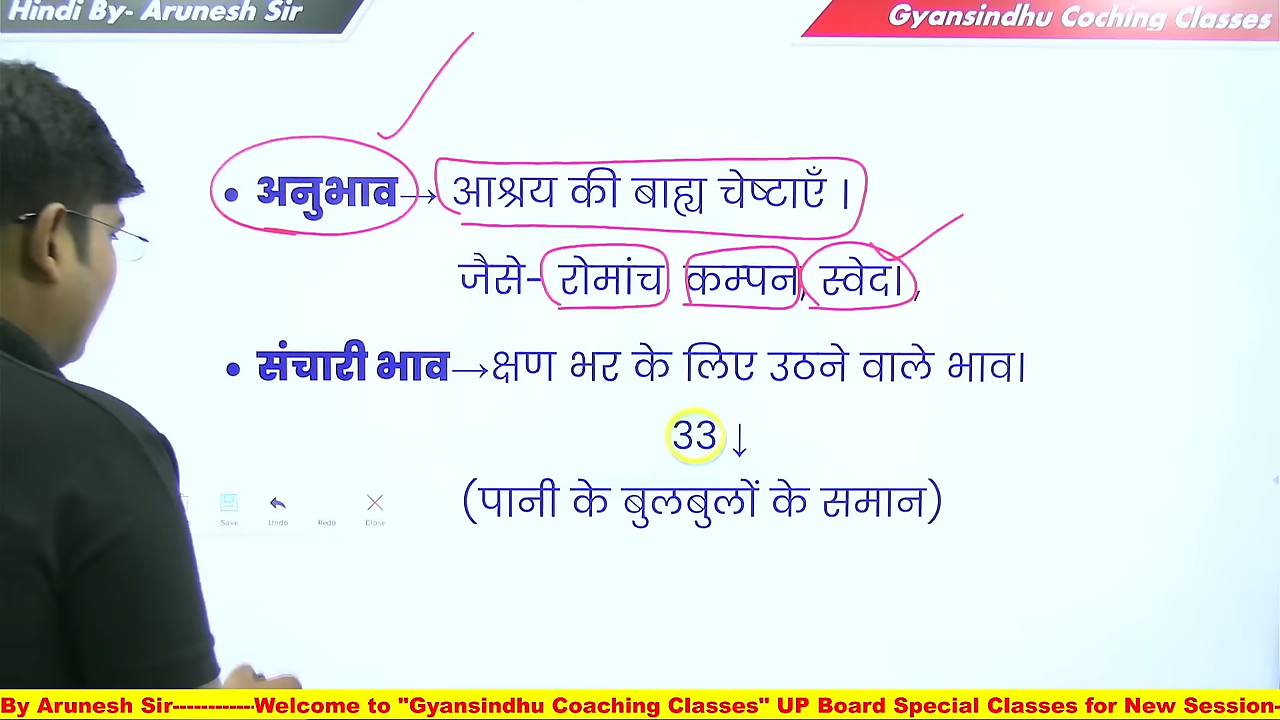 Hindi By- Arunesh Sir
Gyansindhu Coching Classes
• अनुभाव→ आश्रय की बाह्य चेष्टाएँ ।
जैसे- रोमांच कम्पन, स्वेद। ,
• संचारी भाव→क्षण भर के लिए उठने वाले भाव।
33 ↓
(पानी के बुलबुलों के समान)
Save Undo Redo Close
By Arunesh Sir------------Welcome to "Gyansindhu Coaching Classes" UP Board Special Classes for New Session-